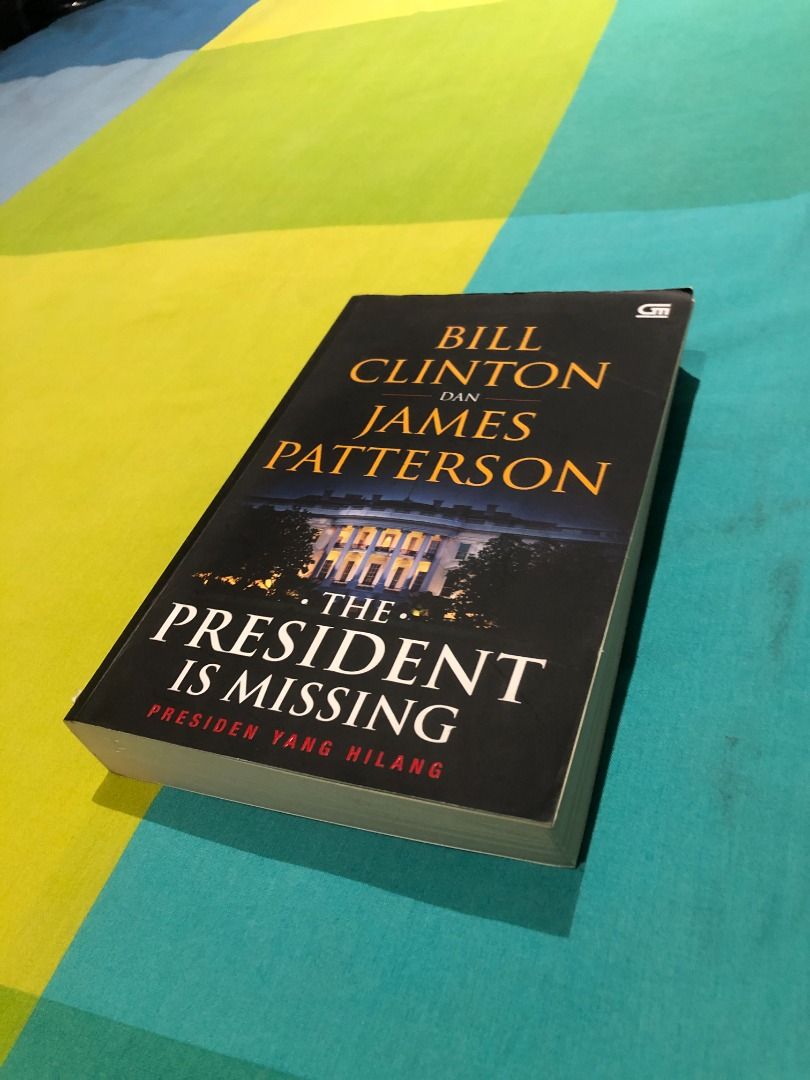 BILL
CLINTON
DAN
JAMES
PATTERSON
• THE •
PRESIDENT
IS MISSING
PRESIDEN YANG HILANG